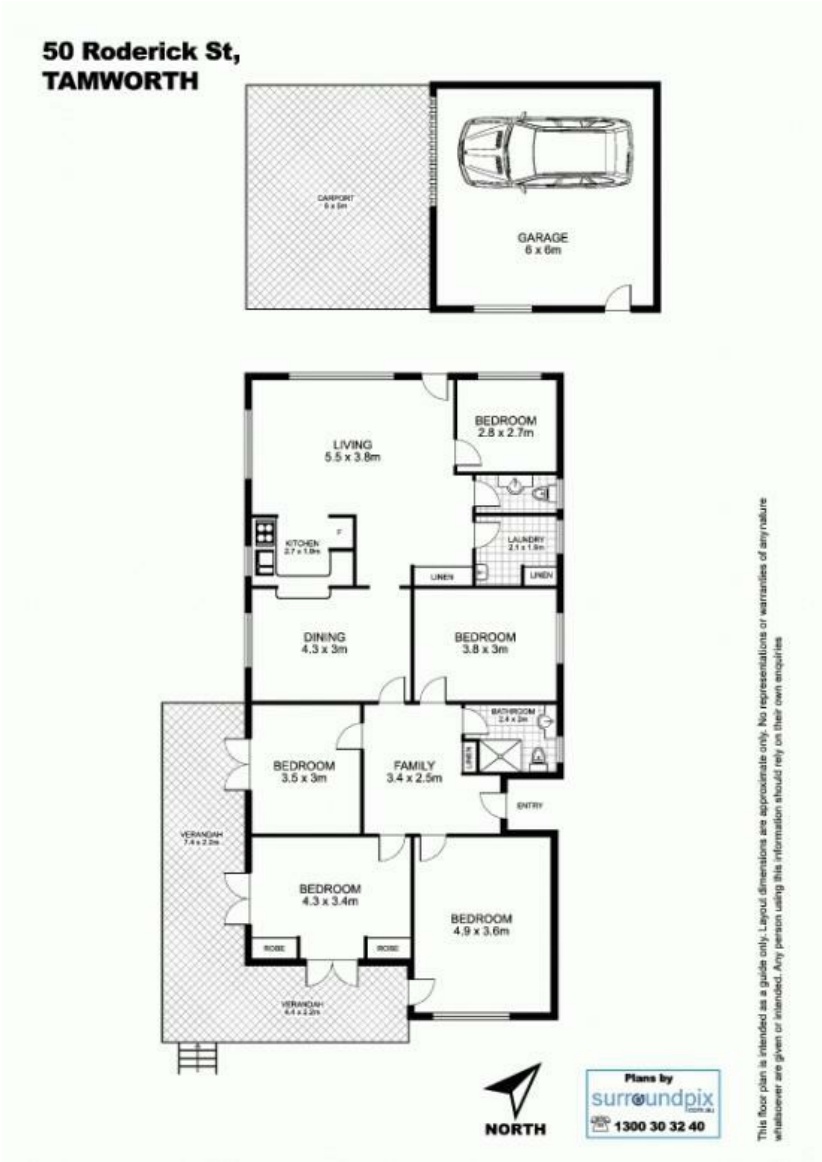 50 Roderick St,
TAMWORTH
CARPORT
6 x 5m
GARAGE
6 x 6m
BEDROOM
2.8 x 2.7m
LIVING
5.5 x 3.8m
KITCHEN
2.7 x 1.8m
F
LAUNDRY
2.1 x 1.9m
LINEN
LINEN
DINING
4.3 x 3m
BEDROOM
3.8 x 3m
BATHROOM
2.4 x 2m
LINEN
BEDROOM
3.5 x 3m
FAMILY
3.4 x 2.5m
ENTRY
VERANDAH
7.4 x 2.2m
BEDROOM
4.3 x 3.4m
ROBE
ROBE
BEDROOM
4.9 x 3.6m
VERANDAH
4.4 x 2.2m
NORTH
Plans by
surroundpix
.com.au
1300 30 32 40
This floor plan is intended as a guide only. Layout dimensions are approximate only. No representations or warranties of any nature
whatsoever are given or intended. Any person using this information should rely on their own enquiries